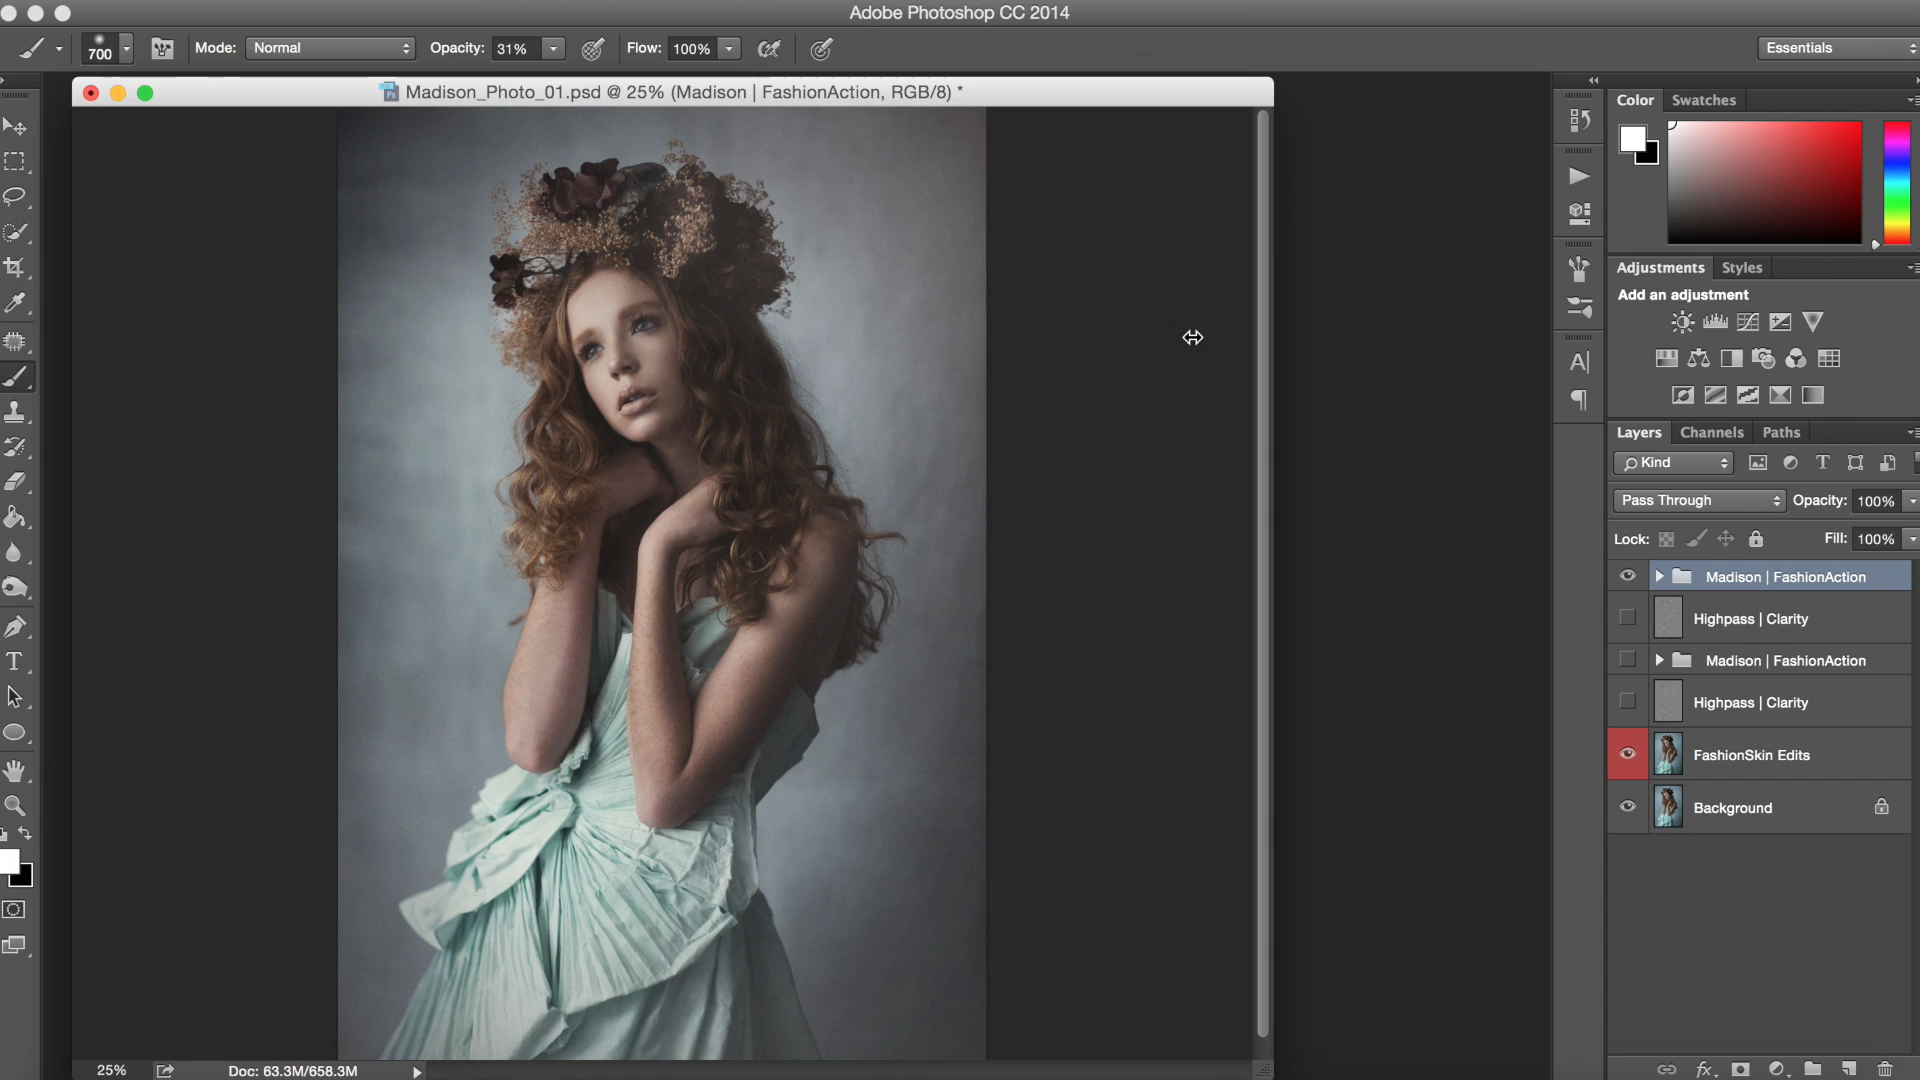 Adobe Photoshop CC 2014
700
Mode: Normal
Opacity: 31%
Flow: 100%
Essentials
Madison_Photo_01.psd @ 25% (Madison | FashionAction, RGB/8) *
Color Swatches
Adjustments Styles
Add an adjustment
Layers Channels Paths
Kind
Pass Through Opacity: 100%
Lock: Fill: 100%
Madison | FashionAction
Highpass | Clarity
Madison | FashionAction
Highpass | Clarity
FashionSkin Edits
Background
25% Doc: 63.3M/658.3M